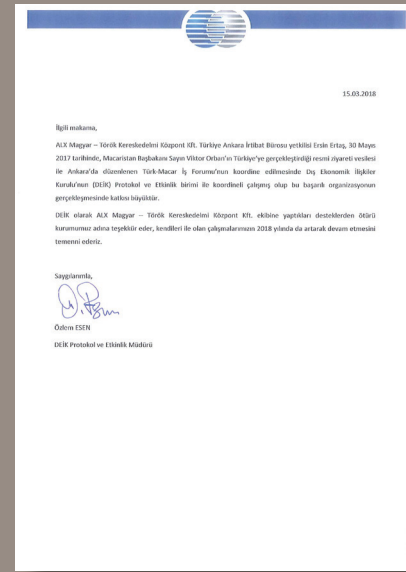 15.03.2018
İlgili makama,
ALX Magyar – Török Kereskedelmi Központ Kft. Türkiye Ankara İrtibat Bürosu yetkilisi Ersin Ertaş, 30 Mayıs
2017 tarihinde, Macaristan Başbakanı Sayın Viktor Orban'ın Türkiye'ye gerçekleştirdiği resmi ziyareti vesilesi
ile Ankara'da düzenlenen Türk-Macar İş Forumu'nun koordine edilmesinde Dış Ekonomik İlişkiler
Kurulu'nun (DEİK) Protokol ve Etkinlik birimi ile koordineli çalışmış olup bu başarılı organizasyonun
gerçekleşmesinde katkısı büyüktür.
DEİK olarak ALX Magyar – Török Kereskedelmi Központ Kft. ekibine yaptıkları desteklerden ötürü
kurumumuz adına teşekkür eder, kendileri ile olan çalışmalarımızın 2018 yılında da artarak devam etmesini
temenni ederiz.
Saygılarımla,
Özlem ESEN
DEİK Protokol ve Etkinlik Müdürü